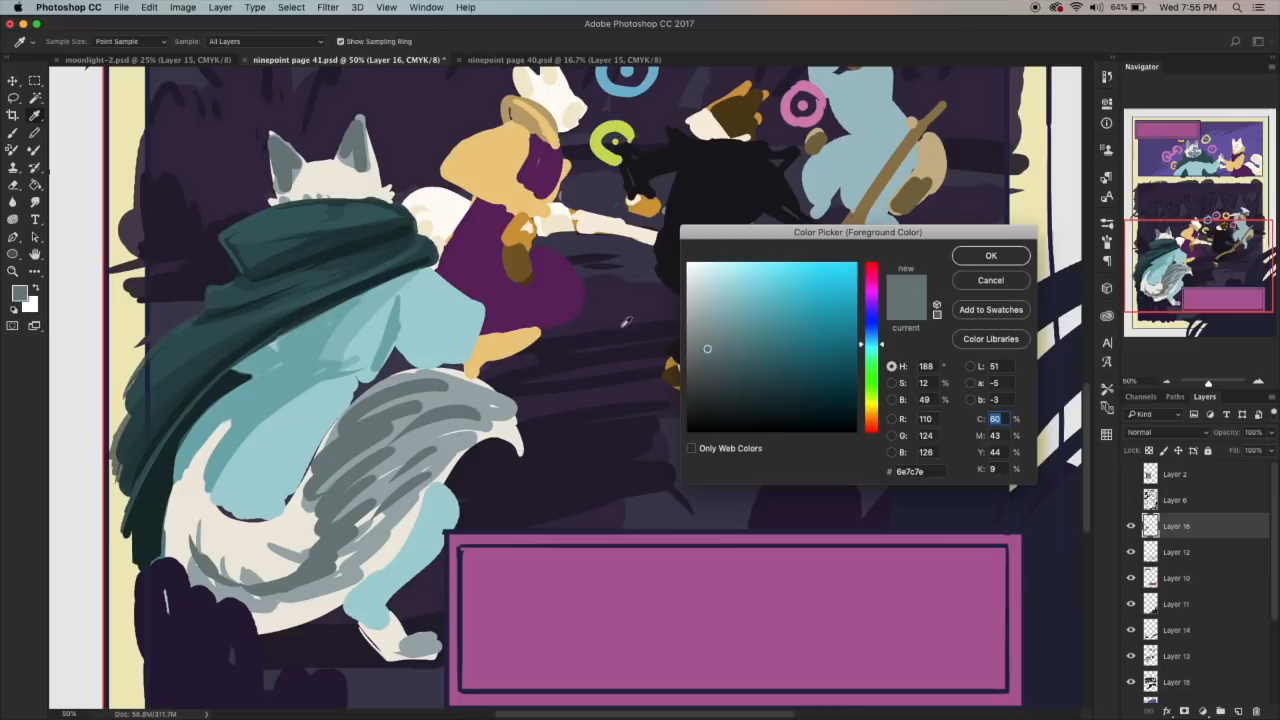 Photoshop CC File Edit Image Layer Type Select Filter 3D View Window Help 64% Wed 7:55 PM
Adobe Photoshop CC 2017
Sample Size: Point Sample Sample: All Layers Show Sampling Ring
moonlight-2.psd @ 25% (Layer 15, CMYK/8) ninepoint page 41.psd @ 50% (Layer 16, CMYK/8) * ninepoint page 40.psd @ 16.7% (Layer 15, CMYK/8)
Navigator
50%
Color Picker (Foreground Color)
new
current
OK
Cancel
Add to Swatches
Color Libraries
H: 188 ° L: 51
S: 12 % a: -5
B: 49 % b: -3
R: 110 C: 60 %
G: 124 M: 43 %
B: 126 Y: 44 %
# 6e7c7e K: 9 %
Only Web Colors
Channels Paths Layers
Kind
Normal Opacity: 100%
Lock: Fill: 100%
Layer 2
Layer 6
Layer 16
Layer 12
Layer 10
Layer 11
Layer 14
Layer 13
Layer 15
50% Doc: 56.8M/311.7M